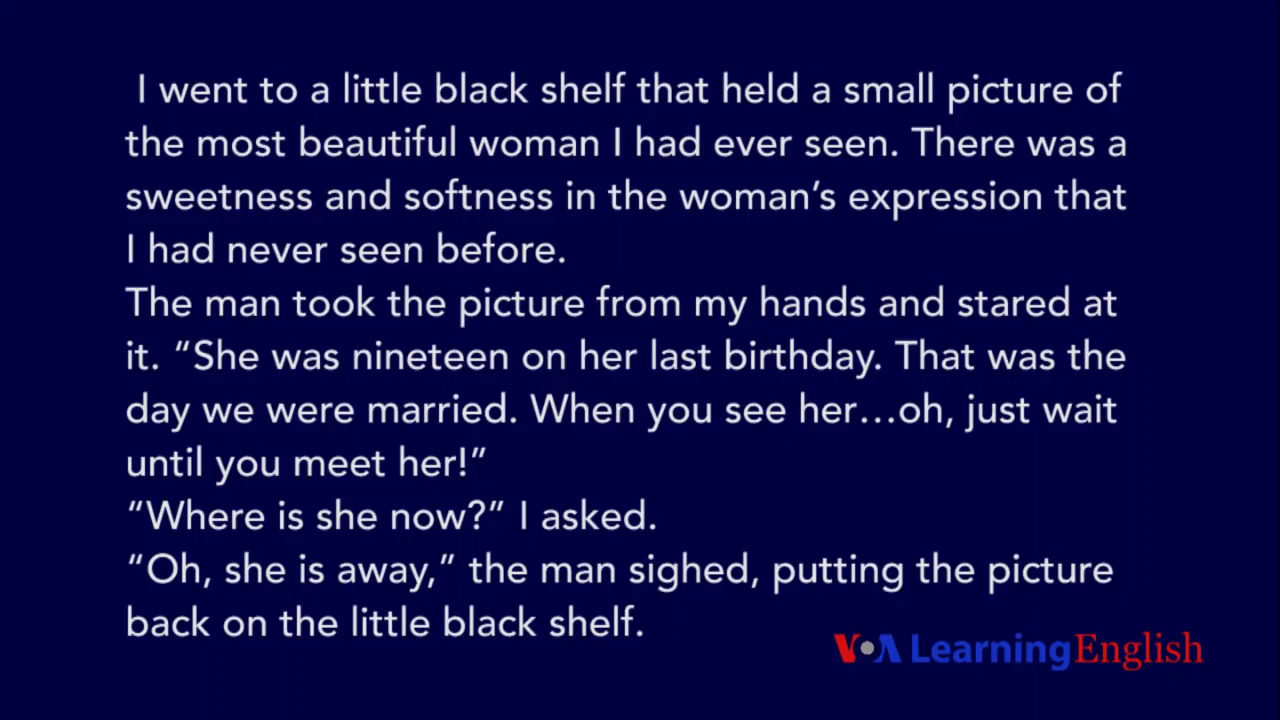 I went to a little black shelf that held a small picture of
the most beautiful woman I had ever seen. There was a
sweetness and softness in the woman’s expression that
I had never seen before.
The man took the picture from my hands and stared at
it. “She was nineteen on her last birthday. That was the
day we were married. When you see her…oh, just wait
until you meet her!”
“Where is she now?” I asked.
“Oh, she is away,” the man sighed, putting the picture
back on the little black shelf.
VOA Learning English